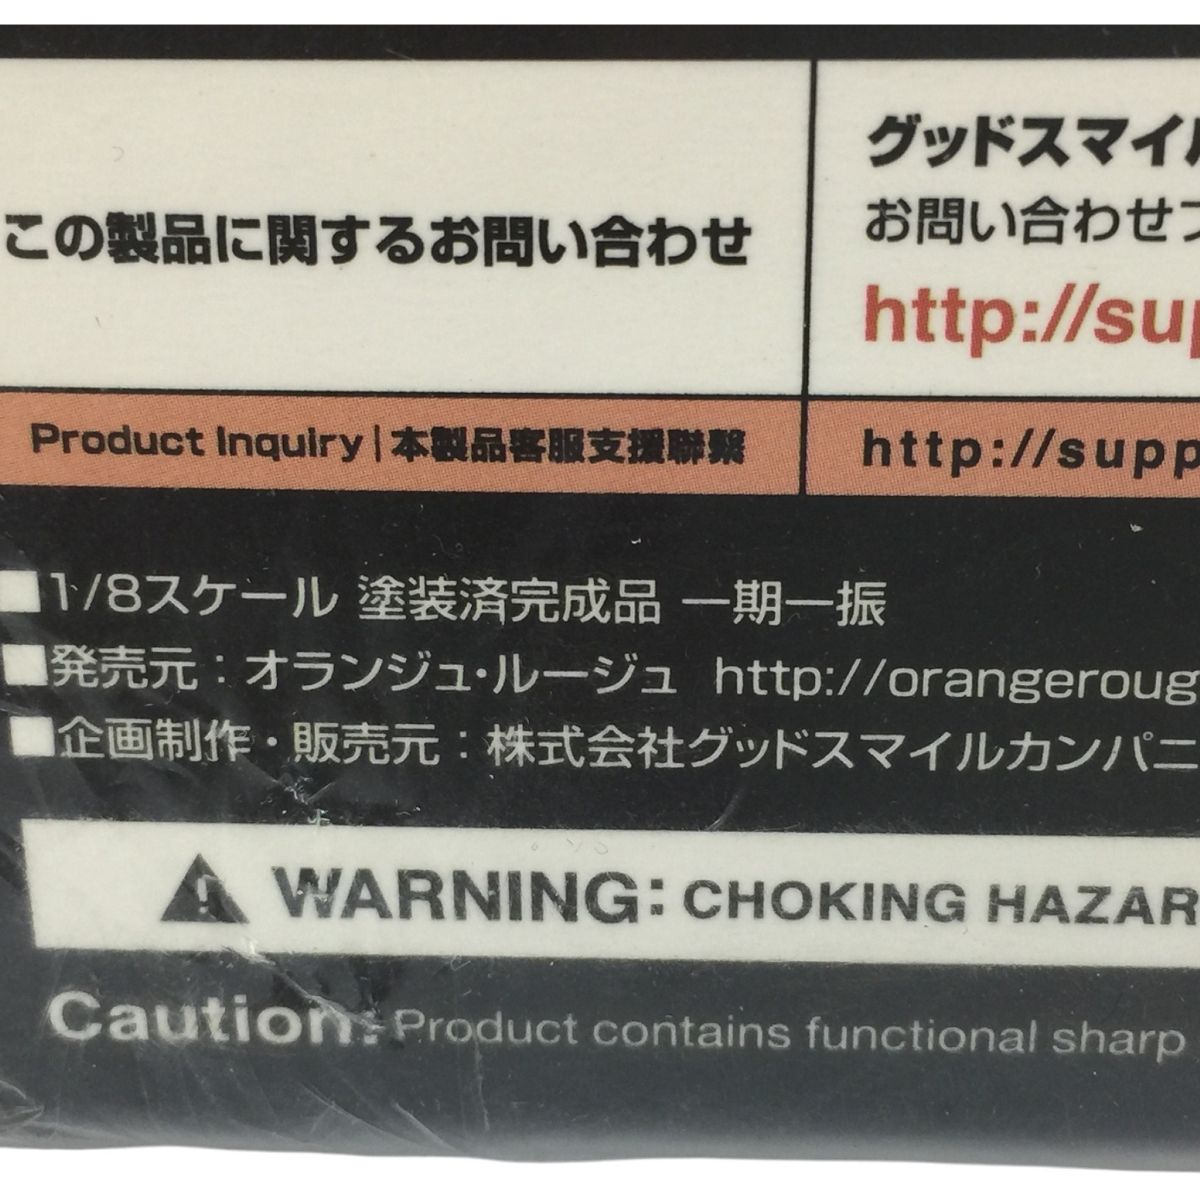 この製品に関するお問い合わせ
グッドスマイル
お問い合わせフ
http://sup
Product Inquiry|本製品客服支援聯繫
http://supp
■1/8スケール 塗装済完成品 一期一振
■発売元：オランジュ・ルージュ http://orangeroug
■企画制作・販売元：株式会社グッドスマイルカンパニ
WARNING: CHOKING HAZAR
Caution: Product contains functional sharp